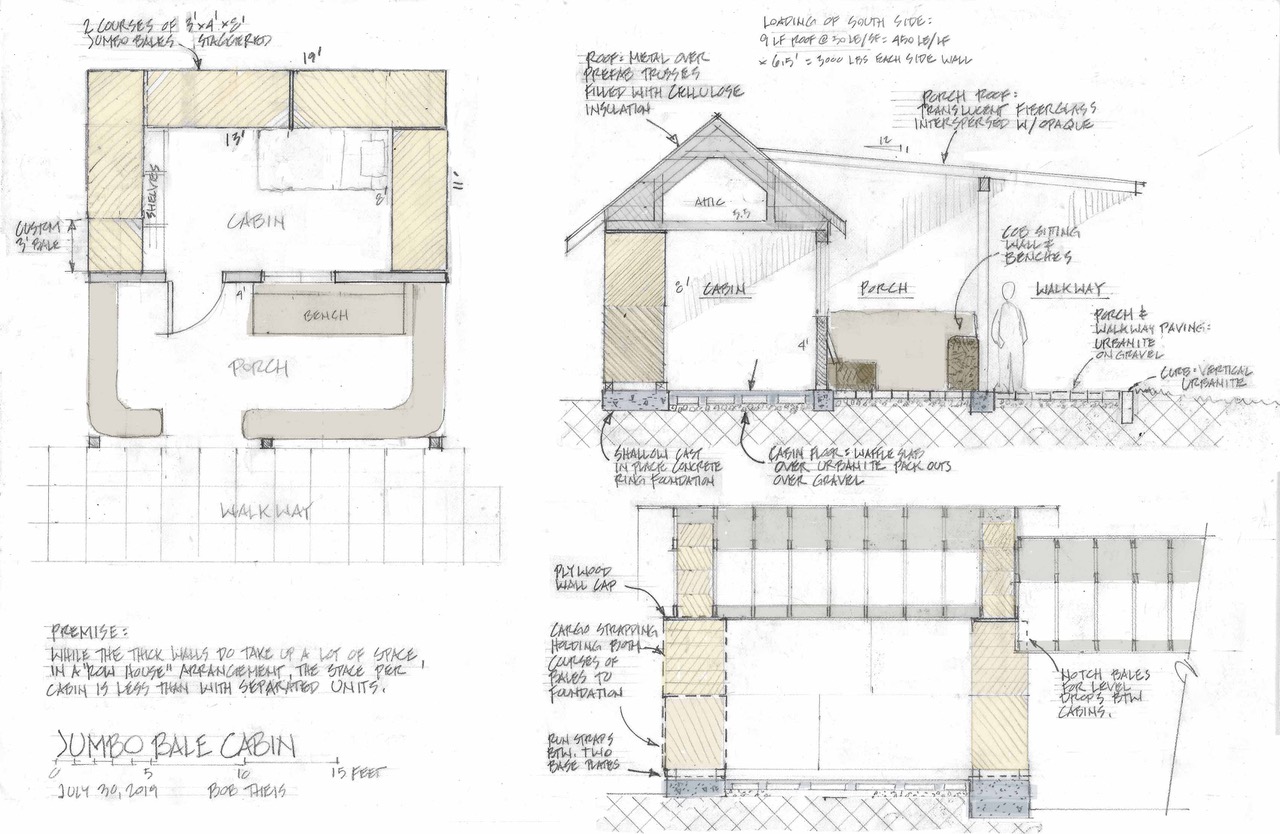 2 COURSES OF 3'x4'x8'
JUMBO BALES STAGGERED
19'
13'
SHELVES
8'
11'
CABIN
CUSTOM
3' BALE
4'
BENCH
PORCH
WALKWAY
PREMISE:
WHILE THE THICK WALLS DO TAKE UP A LOT OF SPACE
IN A "ROW HOUSE" ARRANGEMENT, THE SPACE PER
CABIN IS LESS THAN WITH SEPARATED UNITS.
JUMBO BALE CABIN
0 5 10 15 FEET
JULY 30, 2019 BOB THEIS
LOADING OF SOUTH SIDE:
9 LF ROOF @ 50 LB/SF = 450 LB/LF
x 6.5' = 3000 LBS EACH SIDE WALL
ROOF: METAL OVER
PREFAB TRUSSES
FILLED WITH CELLULOSE
INSULATION
PORCH ROOF:
TRANSLUCENT FIBERGLASS
INTERSPERSED W/OPAQUE
12
1
ATTIC
5.5
COB SITTING
WALL &
BENCHES
8'
CABIN
PORCH
WALKWAY
4'
PORCH &
WALKWAY PAVING:
URBANITE
ON GRAVEL
CURB: VERTICAL
URBANITE
SHALLOW CAST
IN PLACE CONCRETE
RING FOUNDATION
CABIN FLOOR: WAFFLE SLAB
OVER URBANITE PACK OUTS
OVER GRAVEL
PLYWOOD
WALL CAP
CARGO STRAPPING
HOLDING BOTH
COURSES OF
BALES TO
FOUNDATION
RUN STRAPS
BTW. TWO
BASE PLATES
NOTCH BALES
FOR LEVEL
DROPS BTW
CABINS.